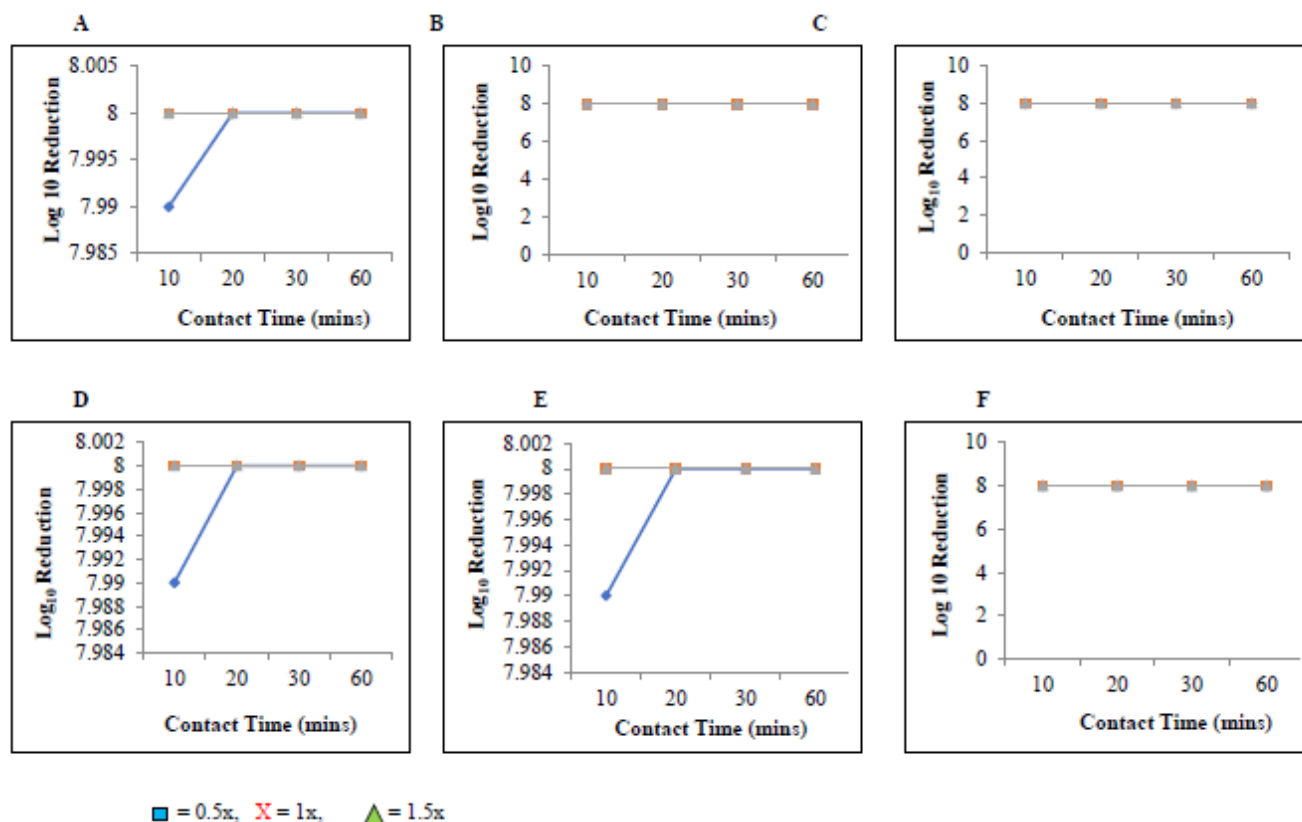 A B C
8.005
8
7.995
7.99
7.985
Log 10 Reduction
10 20 30 60
Contact Time (mins)
10
8
6
4
2
0
Log10 Reduction
10 20 30 60
Contact Time (mins)
10
8
6
4
2
0
Log10 Reduction
10 20 30 60
Contact Time (mins)
D E F
8.002
8
7.998
7.996
7.994
7.992
7.99
7.988
7.986
7.984
Log10 Reduction
10 20 30 60
Contact Time (mins)
8.002
8
7.998
7.996
7.994
7.992
7.99
7.988
7.986
7.984
Log10 Reduction
10 20 30 60
Contact Time (mins)
10
8
6
4
2
0
Log 10 Reduction
10 20 30 60
Contact Time (mins)
= 0.5x, X = 1x, = 1.5x